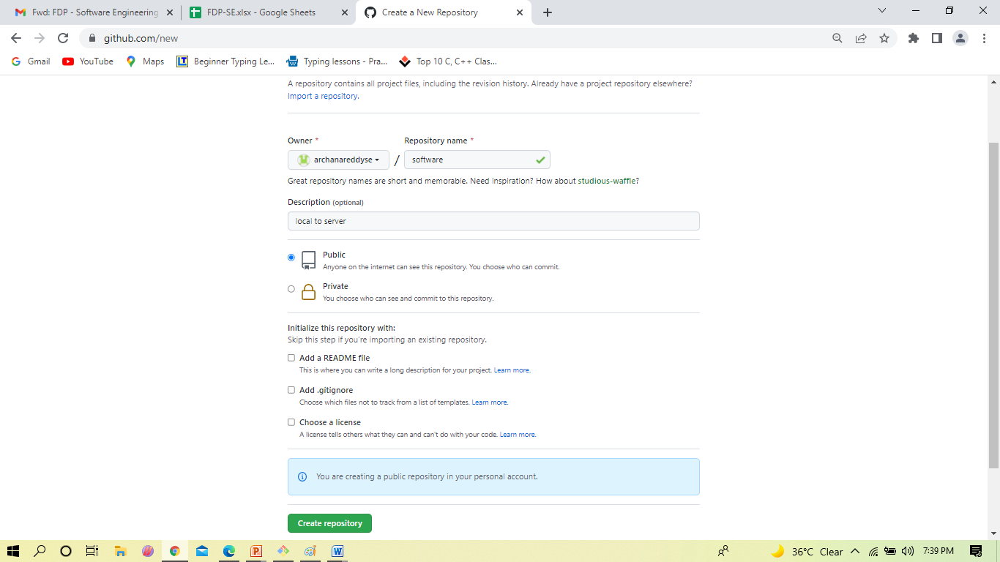 Fwd: FDP - Software Engineering
FDP-SE.xlsx - Google Sheets
Create a New Repository
github.com/new
Gmail
YouTube
Maps
Beginner Typing Le...
Typing lessons - Pra...
Top 10 C, C++ Clas...
A repository contains all project files, including the revision history. Already have a project repository elsewhere?
Import a repository.
Owner *
Repository name *
archanareddyse
/
software
Great repository names are short and memorable. Need inspiration? How about studious-waffle?
Description (optional)
local to server
Public
Anyone on the internet can see this repository. You choose who can commit.
Private
You choose who can see and commit to this repository.
Initialize this repository with:
Skip this step if you're importing an existing repository.
Add a README file
This is where you can write a long description for your project. Learn more.
Add .gitignore
Choose which files not to track from a list of templates. Learn more.
Choose a license
A license tells others what they can and can't do with your code. Learn more.
You are creating a public repository in your personal account.
Create repository
36°C Clear
7:39 PM